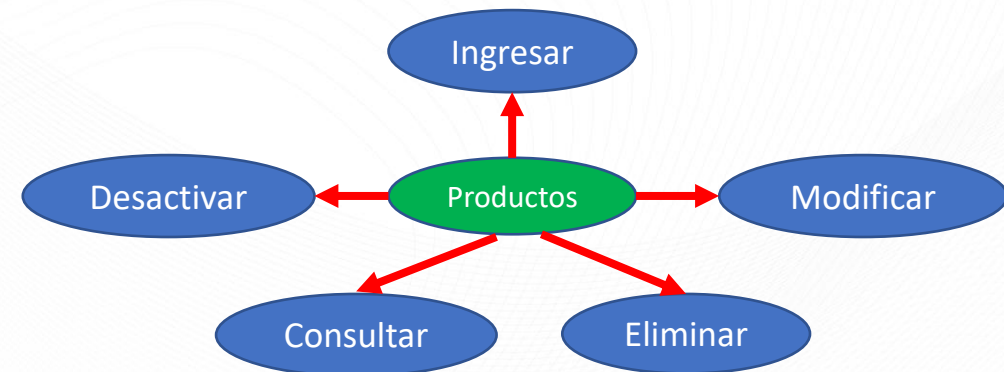 Ingresar
Desactivar
Productos
Modificar
Consultar
Eliminar